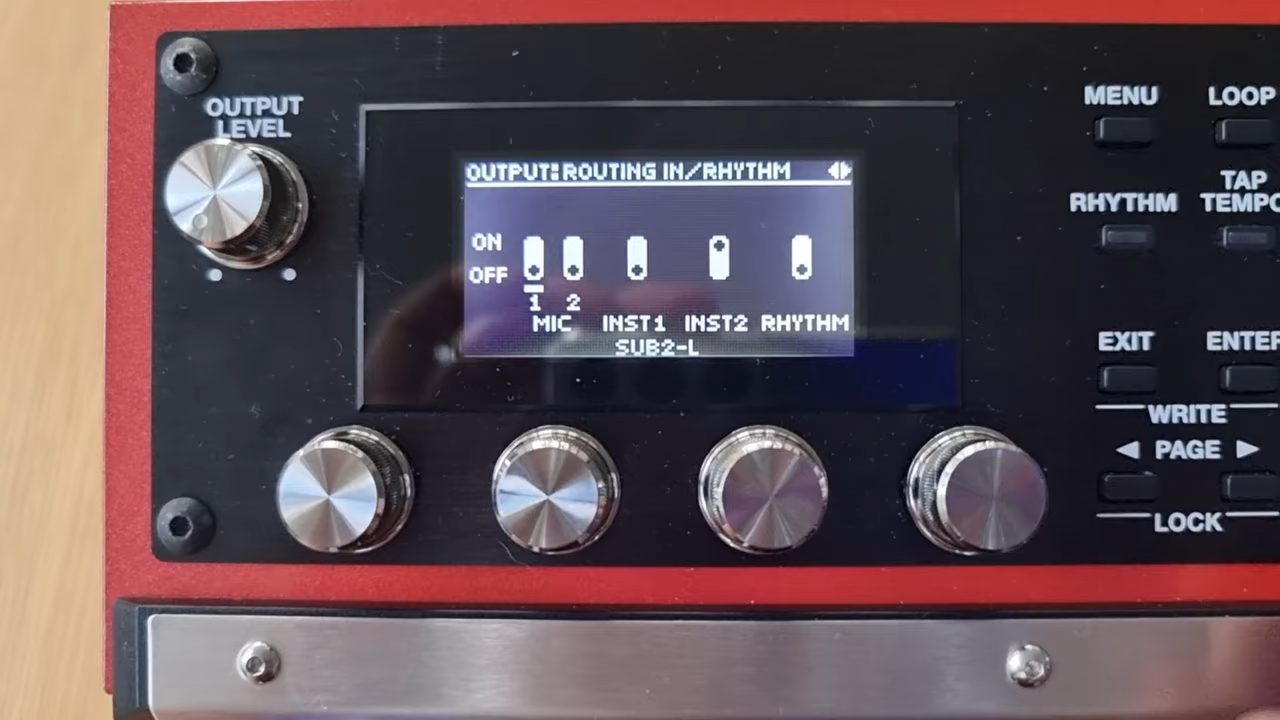 OUTPUT
LEVEL
OUTPUT:ROUTING IN/RHYTHM
ON
OFF
1 2
MIC INST1 INST2 RHYTHM
SUB2-L
MENU LOOP
RHYTHM TAP
TEMPO
EXIT ENTER
WRITE
PAGE
LOCK